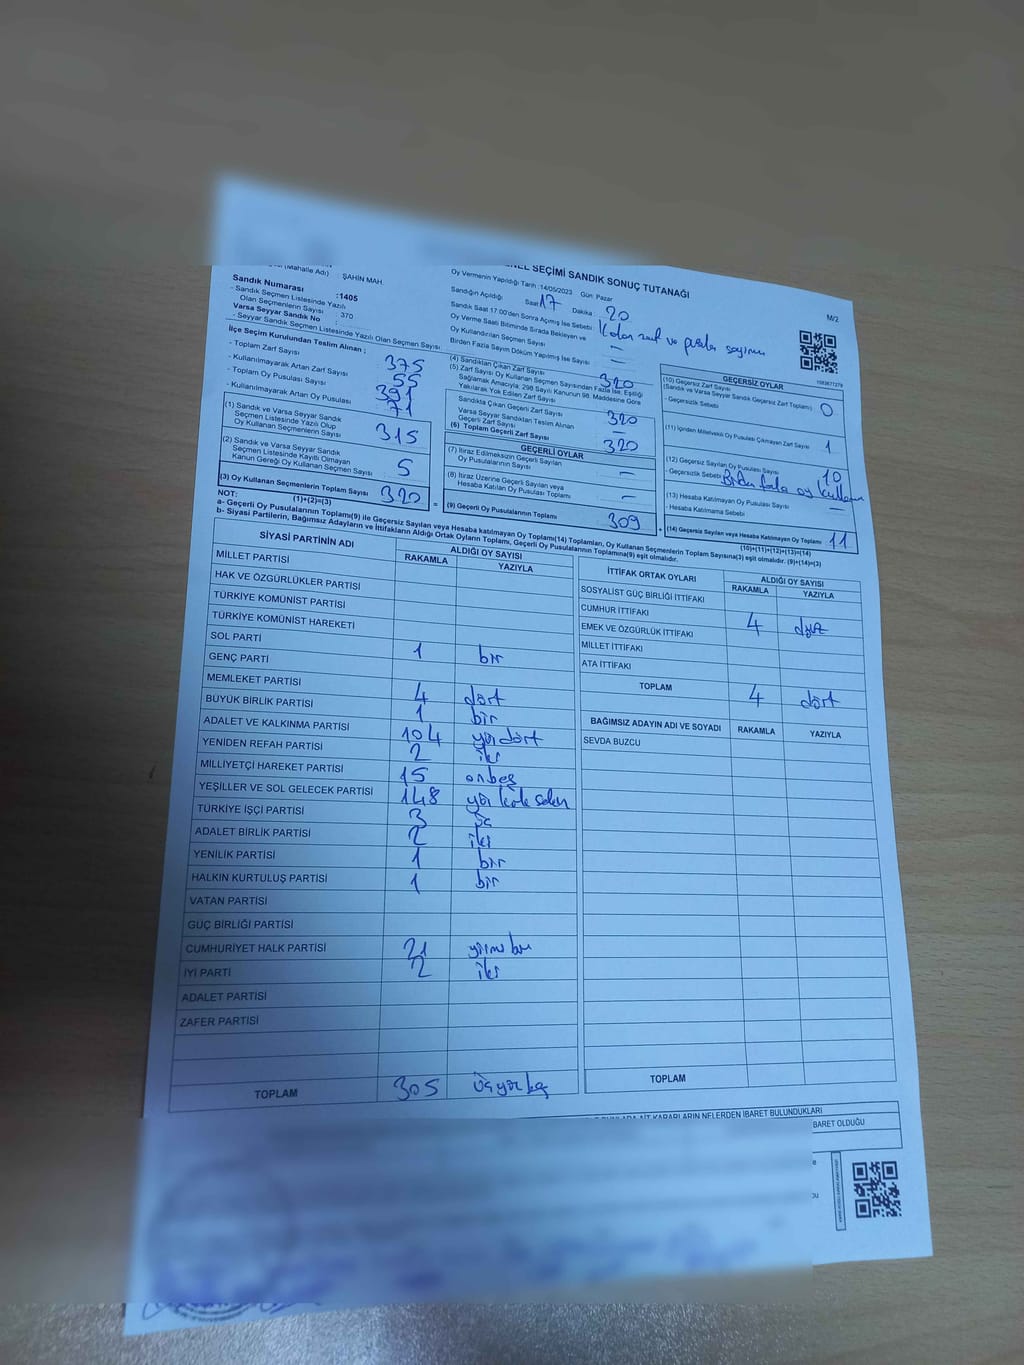 SEÇİMİ SANDIK SONUÇ TUTANAĞI
(Mahalle Adı) ŞAHİN MAH.
Sandık Numarası :1405
- Sandık Seçmen Listesinde Yazılı
Olan Seçmenlerin Sayısı : 370
Varsa Seyyar Sandık No :
- Seyyar Sandık Seçmen Listesinde Yazılı Olan Seçmen Sayısı
Oy Vermenin Yapıldığı Tarih :14/05/2023 Gün: Pazar
Sandığın Açıldığı Saat 17 Dakika 20
Sandık Saat 17.00'den Sonra Açmış İse Sebebi
zarf ve pusula sayımı
Oy Verme Saati Bitiminde Sırada Bekleyen ve
Oy Kullandırılan Seçmen Sayısı —
Birden Fazla Sayım Döküm Yapılmış İse Sayısı —
M/2
İlçe Seçim Kurulundan Teslim Alınan ;
- Toplam Zarf Sayısı 375
- Kullanılmayarak Artan Zarf Sayısı 55
- Toplam Oy Pusulası Sayısı 391
- Kullanılmayarak Artan Oy Pusulası 71
(1) Sandık ve Varsa Seyyar Sandık
Seçmen Listesinde Yazılı Olup
Oy Kullanan Seçmenlerin Sayısı 315
(2) Sandık ve Varsa Seyyar Sandık
Seçmen Listesinde Kayıtlı Olmayan
Kanun Gereği Oy Kullanan Seçmen Sayısı 5
(3) Oy Kullanan Seçmenlerin Toplam Sayısı 320
(1)+(2)=(3)
(4) Sandıktan Çıkan Zarf Sayısı 320
(5) Zarf Sayısı Oy Kullanan Seçmen Sayısından Fazla İse; Eşitliği
Sağlamak Amacıyla; 298 Sayılı Kanunun 98. Maddesine Göre
Yakılarak Yok Edilen Zarf Sayısı —
Sandıkta Çıkan Geçerli Zarf Sayısı 320
Varsa Seyyar Sandıktan Teslim Alınan
Geçerli Zarf Sayısı —
(6) Toplam Geçerli Zarf Sayısı 320
GEÇERLİ OYLAR
(7) İtiraz Edilmeksizin Geçerli Sayılan
Oy Pusulalarının Sayısı —
(8) İtiraz Üzerine Geçerli Sayılan veya
Hesaba Katılan Oy Pusulası Toplamı —
(9) Geçerli Oy Pusulalarının Toplamı 309
GEÇERSİZ OYLAR
(10) Geçersiz Zarf Sayısı
(Sandık ve Varsa Seyyar Sandık Geçersiz Zarf Toplamı) 0
- Geçersizlik Sebebi
(11) İçinden Milletvekili Oy Pusulası Çıkmayan Zarf Sayısı 1
(12) Geçersiz Sayılan Oy Pusulası Sayısı 10
- Geçersizlik Sebebi Birden fazla oy kullanımı
(13) Hesaba Katılmayan Oy Pusulası Sayısı —
- Hesaba Katılmama Sebebi
(14) Geçersiz Sayılan veya Hesaba Katılmayan Oy Toplamı 11
(10)+(11)+(12)+(13)=(14)
NOT:
a- Geçerli Oy Pusulalarının Toplamı(9) ile Geçersiz Sayılan veya Hesaba katılmayan Oy Toplamı(14) Toplamları, Oy Kullanan Seçmenlerin Toplam Sayısına(3) eşit olmalıdır. (9)+(14)=(3)
b- Siyasi Partilerin, Bağımsız Adayların ve İttifakların Aldığı Ortak Oyların Toplamı, Geçerli Oy Pusulalarının Toplamına(9) eşit olmalıdır.
SİYASİ PARTİNİN ADI ALDIĞI OY SAYISI
RAKAMLA YAZIYLA
MİLLET PARTİSİ
HAK VE ÖZGÜRLÜKLER PARTİSİ
TÜRKİYE KOMÜNİST PARTİSİ
TÜRKİYE KOMÜNİST HAREKETİ
SOL PARTİ
GENÇ PARTİ 1 bir
MEMLEKET PARTİSİ
BÜYÜK BİRLİK PARTİSİ 4 dört
ADALET VE KALKINMA PARTİSİ 1 bir
104 yüz dört
YENİDEN REFAH PARTİSİ 2 iki
MİLLİYETÇİ HAREKET PARTİSİ 15 onbeş
YEŞİLLER VE SOL GELECEK PARTİSİ 148 yüz kırk sekiz
TÜRKİYE İŞÇİ PARTİSİ 3 üç
ADALET BİRLİK PARTİSİ 2 iki
YENİLİK PARTİSİ 1 bir
HALKIN KURTULUŞ PARTİSİ 1 bir
VATAN PARTİSİ
GÜÇ BİRLİĞİ PARTİSİ
CUMHURİYET HALK PARTİSİ 21 yirmi bir
İYİ PARTİ 2 iki
ADALET PARTİSİ
ZAFER PARTİSİ
TOPLAM 305 üçyüz beş
İTTİFAK ORTAK OYLARI ALDIĞI OY SAYISI
RAKAMLA YAZIYLA
SOSYALİST GÜÇ BİRLİĞİ İTTİFAKI
CUMHUR İTTİFAKI
EMEK VE ÖZGÜRLÜK İTTİFAKI 4 dört
MİLLET İTTİFAKI
ATA İTTİFAKI
TOPLAM 4 dört
BAĞIMSIZ ADAYIN ADI VE SOYADI RAKAMLA YAZIYLA
SEVDA BUZCU
TOPLAM
AİT KARARLARIN NELERDEN İBARET BULUNDUKLARI
İBARET OLDUĞU